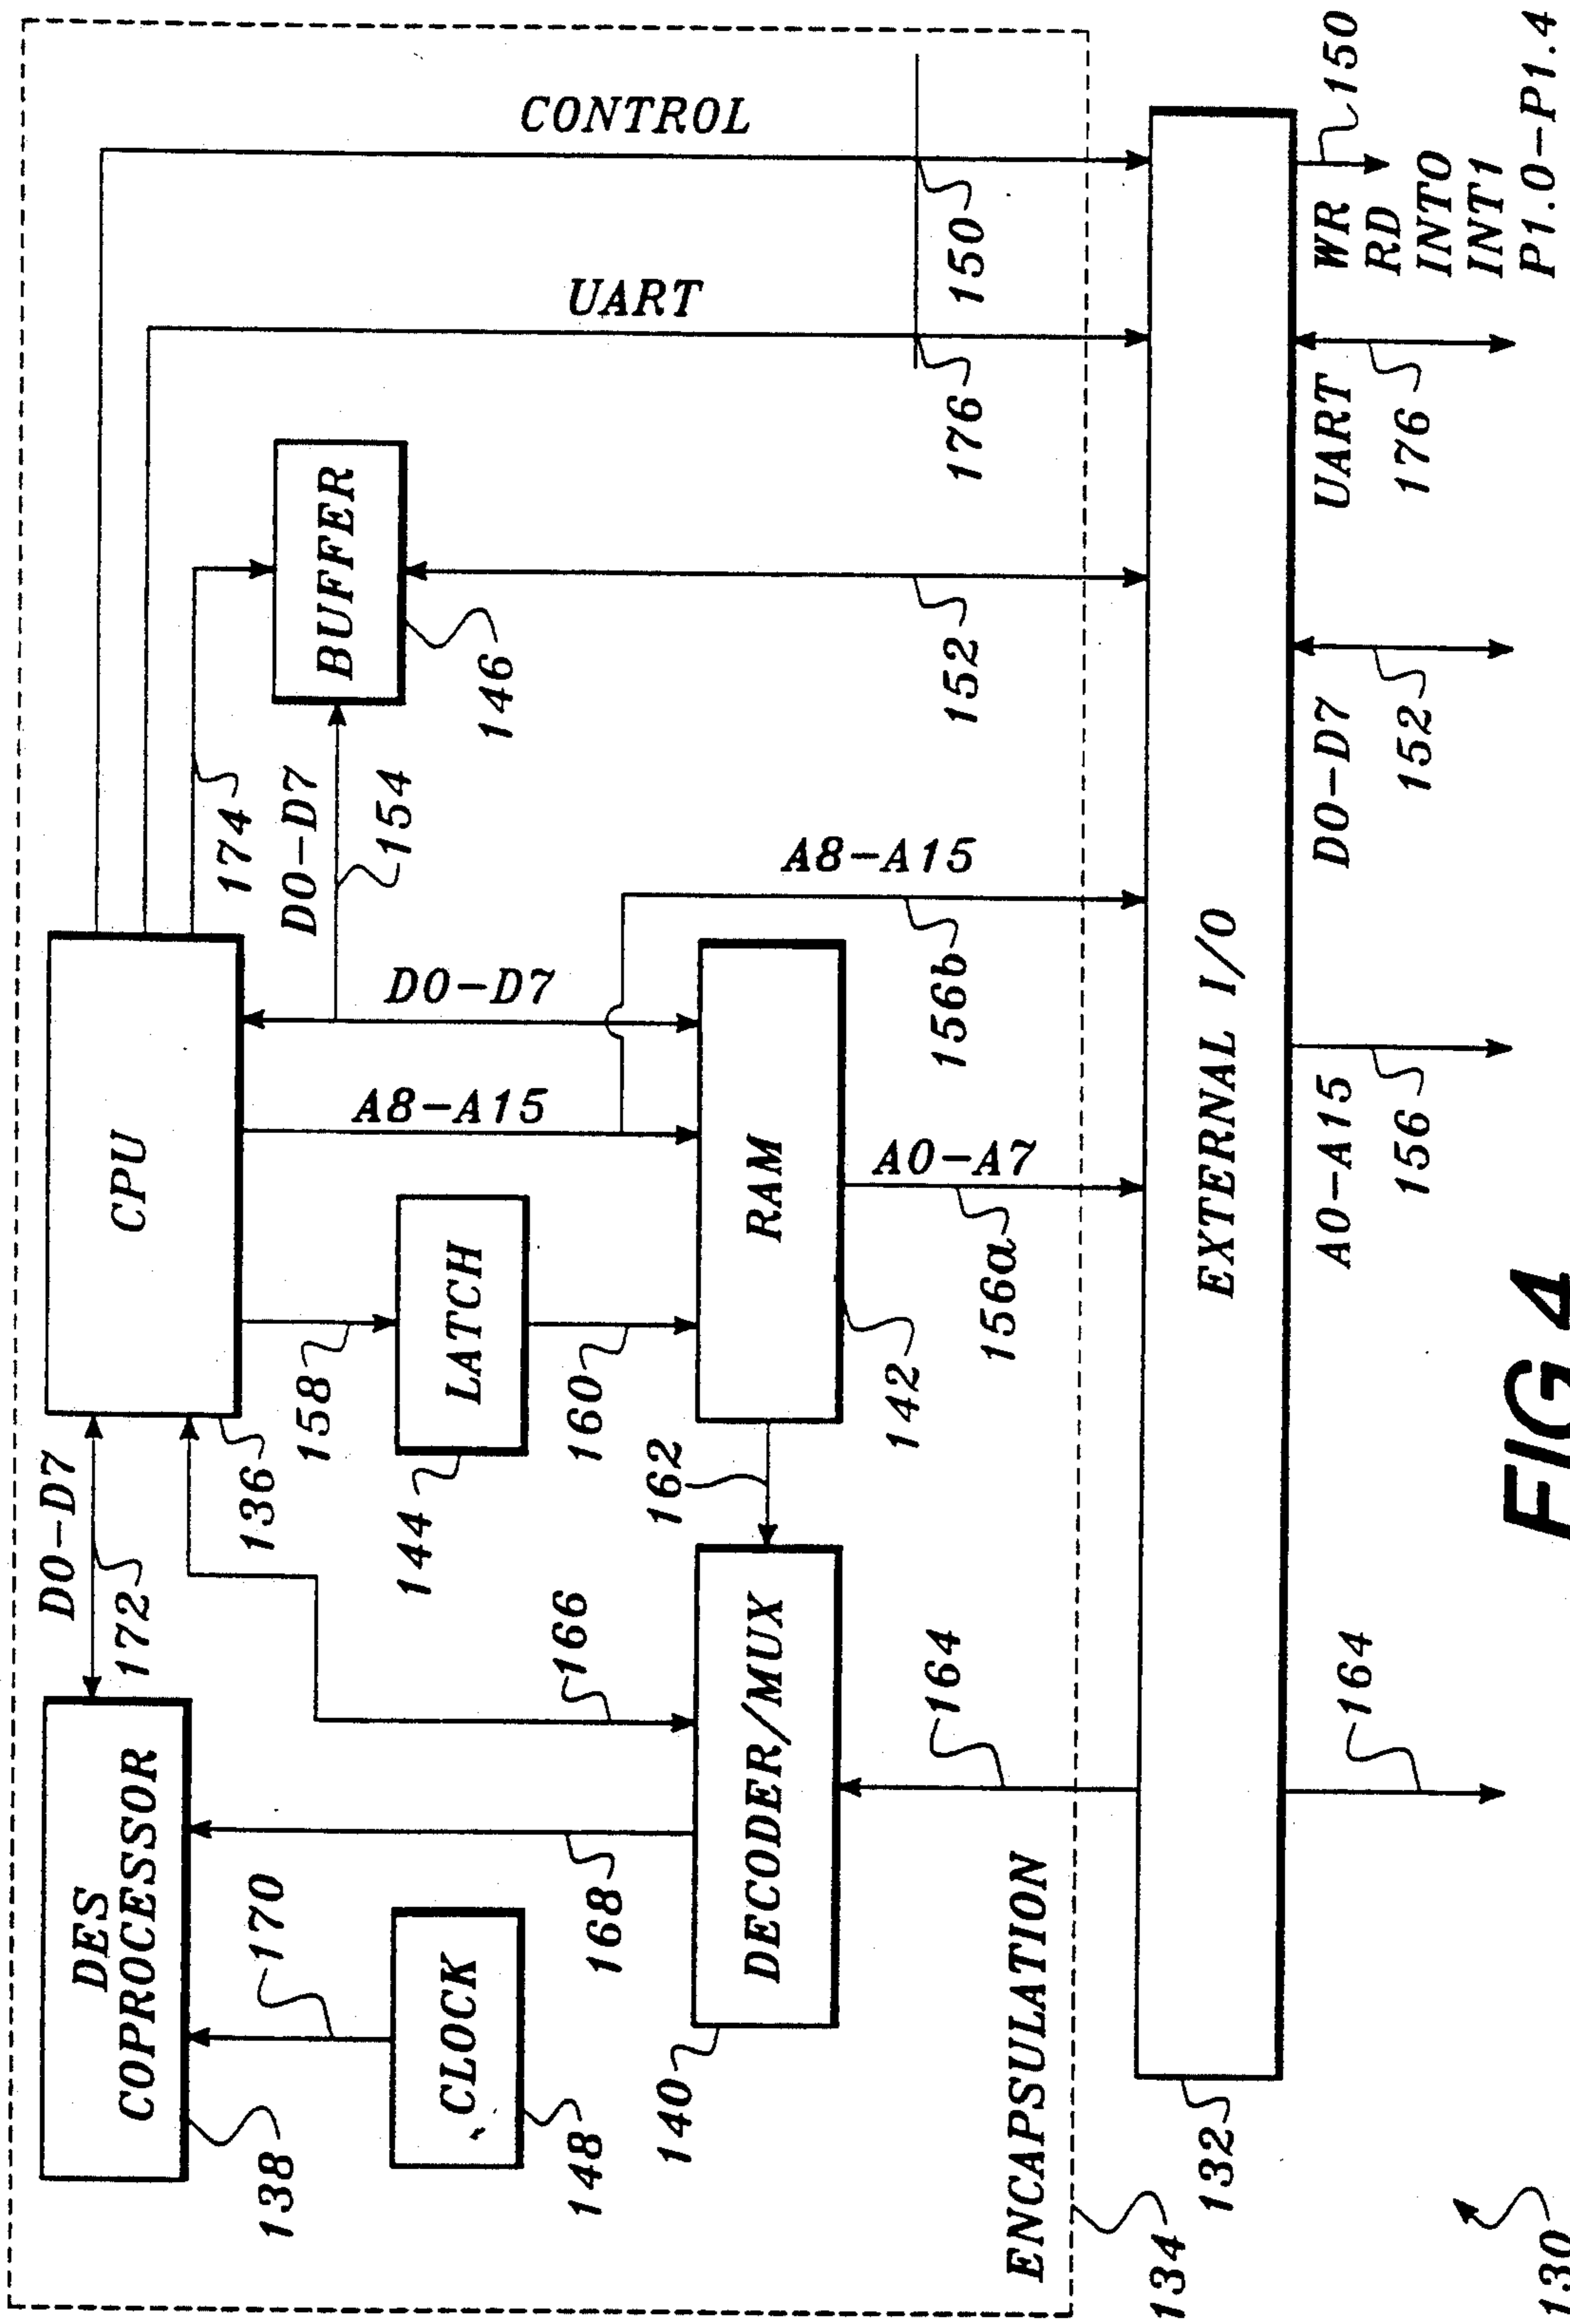 DES
COPROCESSOR
138
D0-D7
172
CPU
136
CONTROL
UART
174
D0-D7
154
BUFFER
146
170
CLOCK
148
168
166
158
LATCH
144
160
A8-A15
D0-D7
A8-A15
156b
152
176
150
DECODER/MUX
140
162
RAM
142
A0-A7
156a
164
ENCAPSULATION
134
EXTERNAL I/O
132
164
A0-A15
156
D0-D7
152
UART
176
WR
RD
INT0
INT1
P1.0-P1.4
150
130
FIG 4